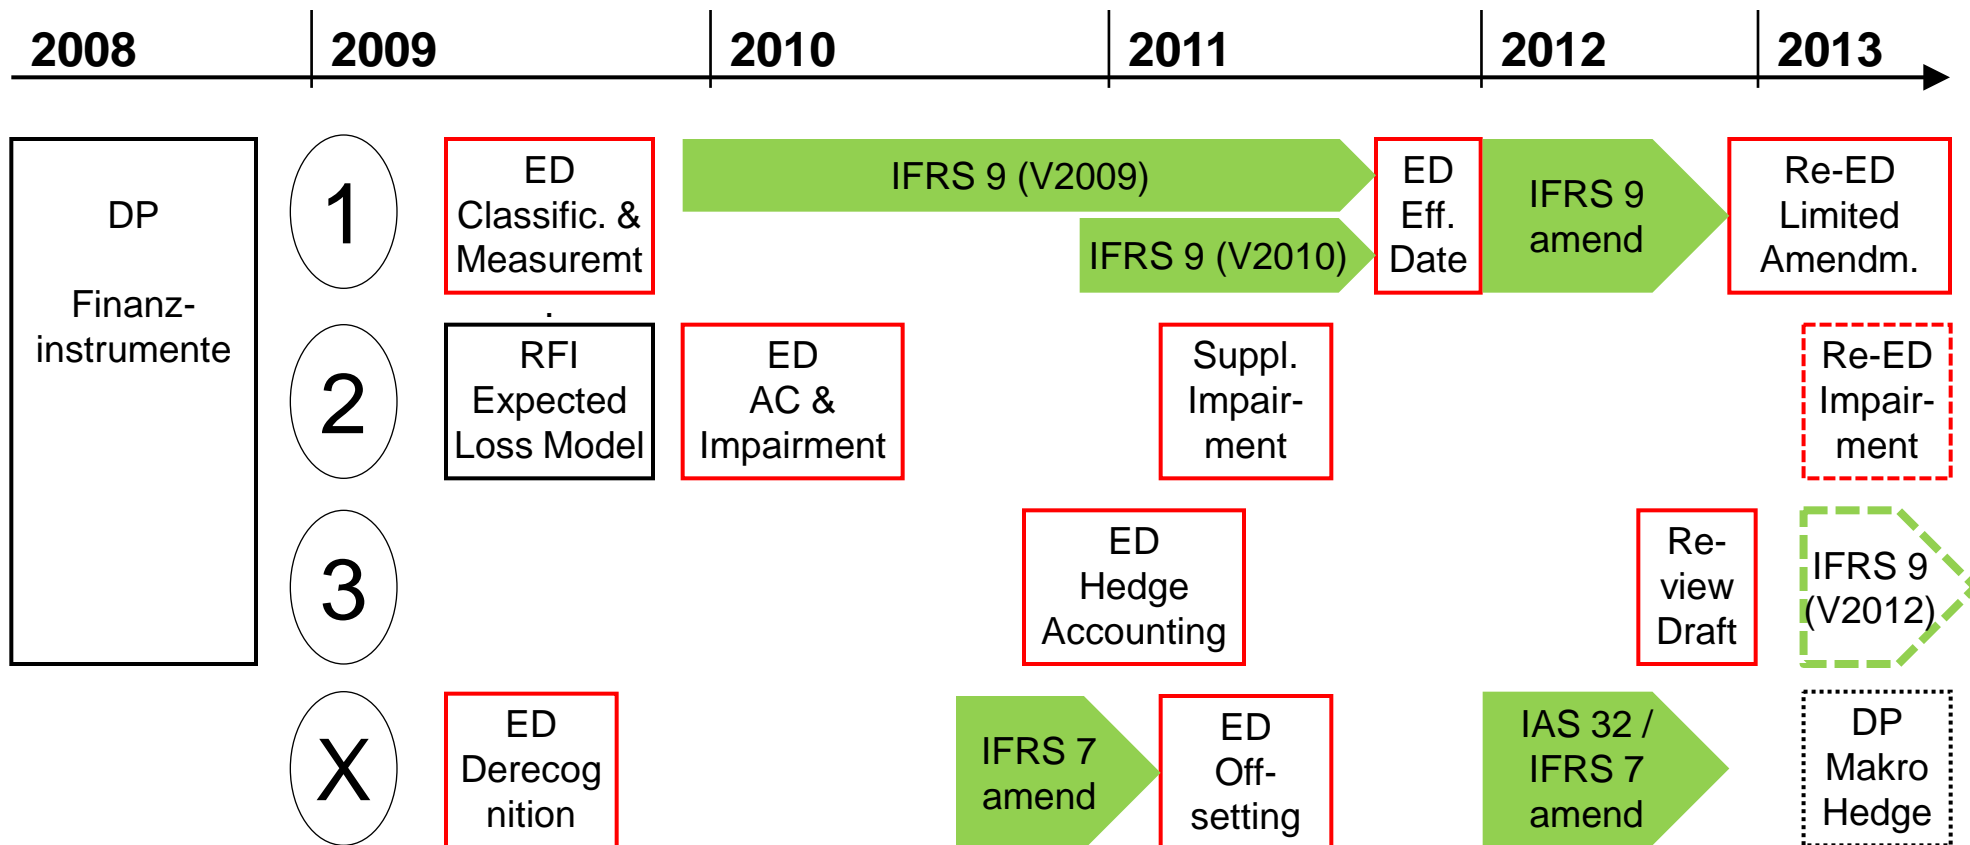 2008
2009
2010
2011
2012
2013
DP
Finanz-
instrumente
1
ED
Classific. &
Measuremt
.
IFRS 9 (V2009)
IFRS 9 (V2010)
ED
Eff.
Date
IFRS 9
amend
Re-ED
Limited
Amendm.
2
RFI
Expected
Loss Model
ED
AC &
Impairment
Suppl.
Impair-
ment
Re-ED
Impair-
ment
3
ED
Hedge
Accounting
Re-
view
Draft
IFRS 9
(V2012)
X
ED
Derecog
nition
IFRS 7
amend
ED
Off-
setting
IAS 32 /
IFRS 7
amend
DP
Makro
Hedge